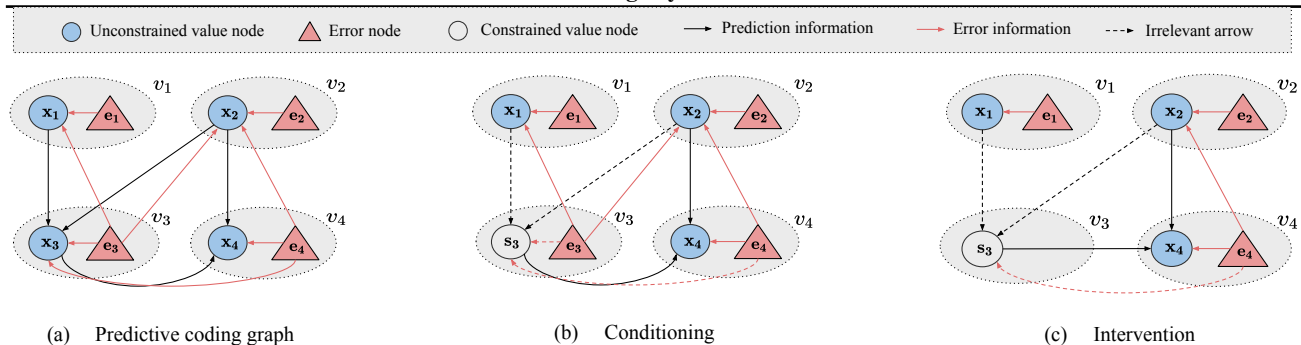 Unconstrained value node Error node Constrained value node Prediction information Error information Irrelevant arrow
v1 v2 v1 v2 v1 v2
x1 e1 x2 e2 x1 e1 x2 e2 x1 e1 x2 e2
v3 v4 v3 v4 v3 v4
x3 e3 x4 e4 s3 e3 x4 e4 s3 x4 e4
(a) Predictive coding graph (b) Conditioning (c) Intervention